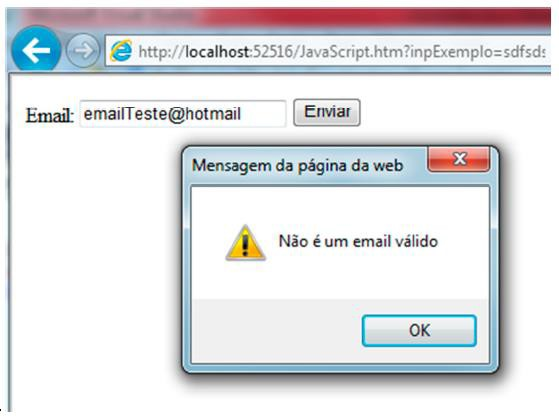 http://localhost:52516/JavaScript.htm?inpExemplo=sdfsds
Email: emailTeste@hotmail Enviar
Mensagem da página da web
Não é um email válido
OK